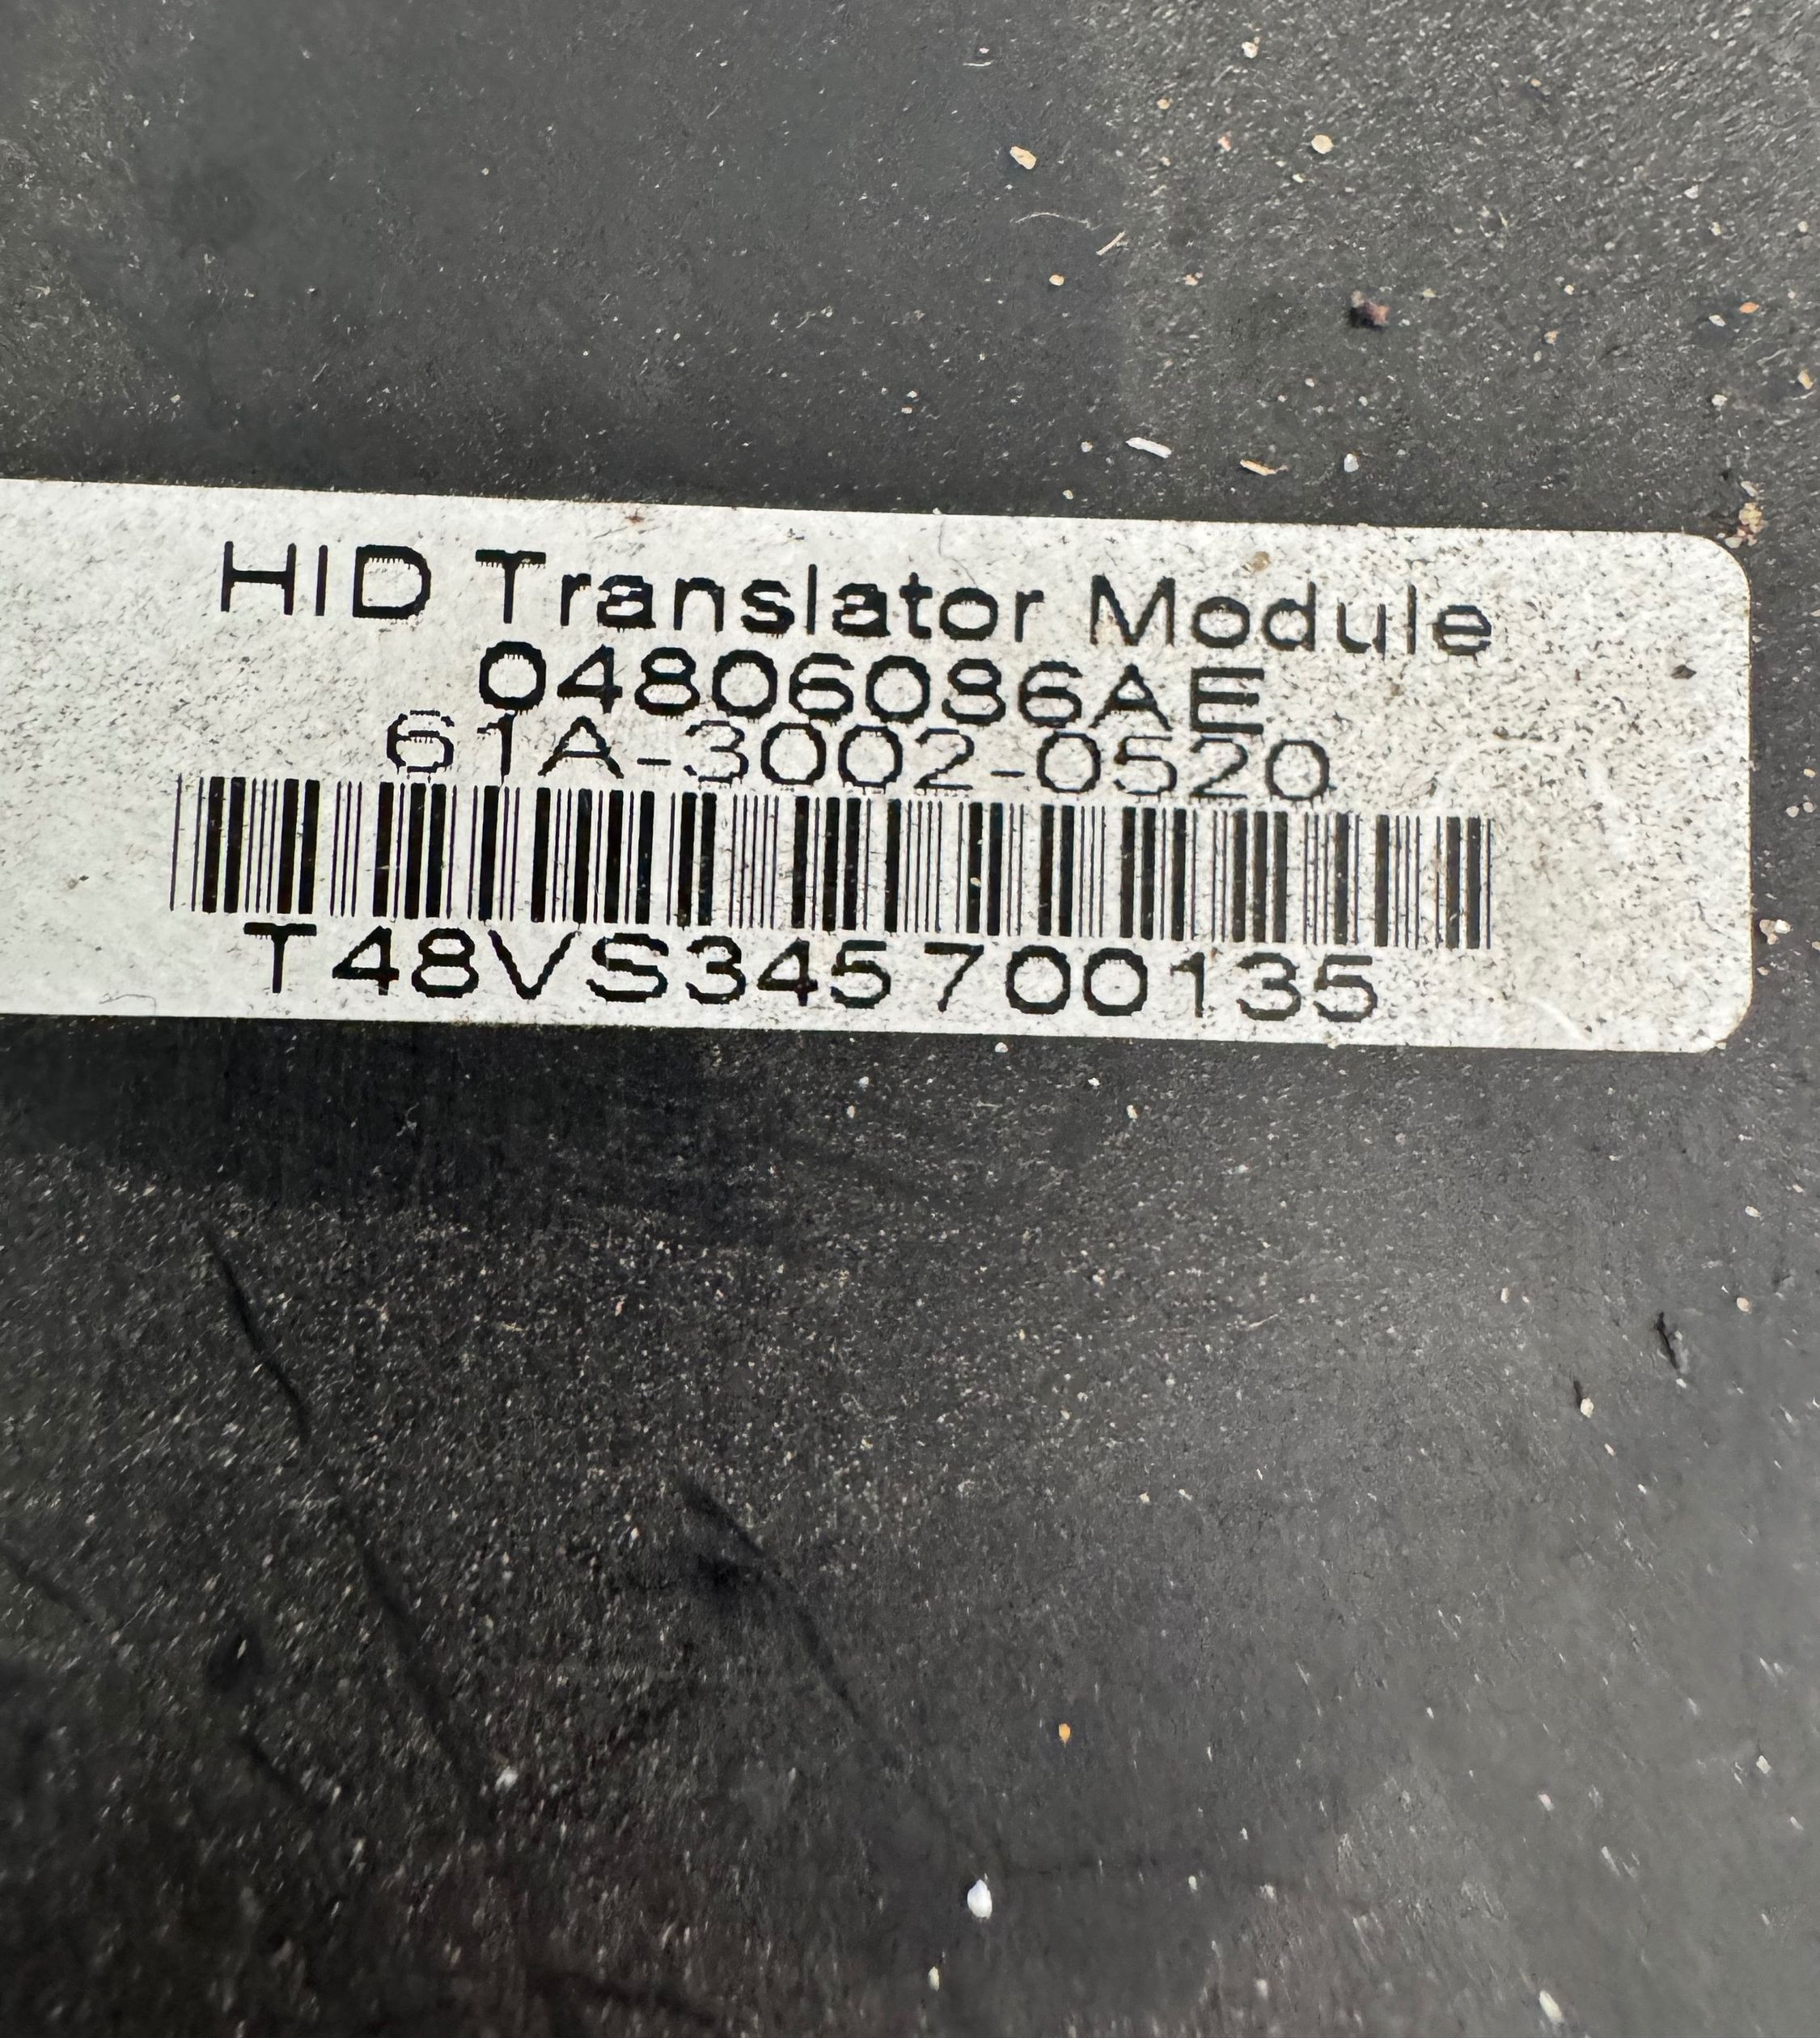 HID Translator Module
04806086AE
61A-3002-0520
T48VS345700135